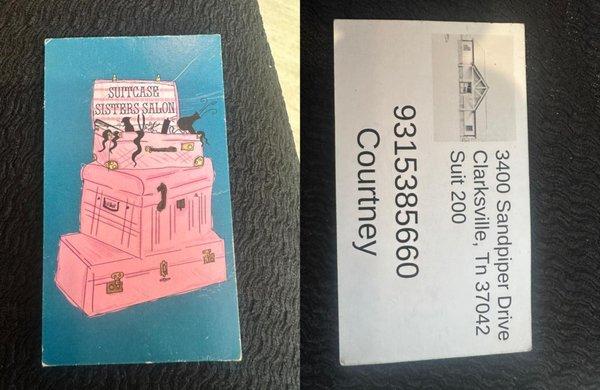 SUITCASE
SISTERS SALON
3400 Sandpiper Drive
Clarksville, Tn 37042
Suit 200
9315385660
Courtney